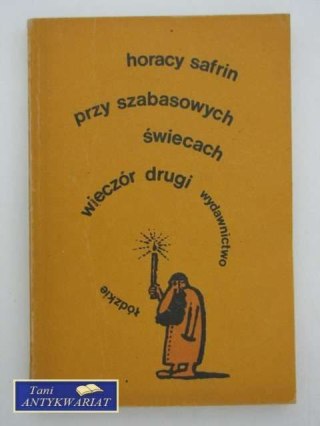 horacy safrin
przy szabasowych
świecach
wieczór drugi
wydawnictwo
łódzkie
Tani
ANTYKWARIAT